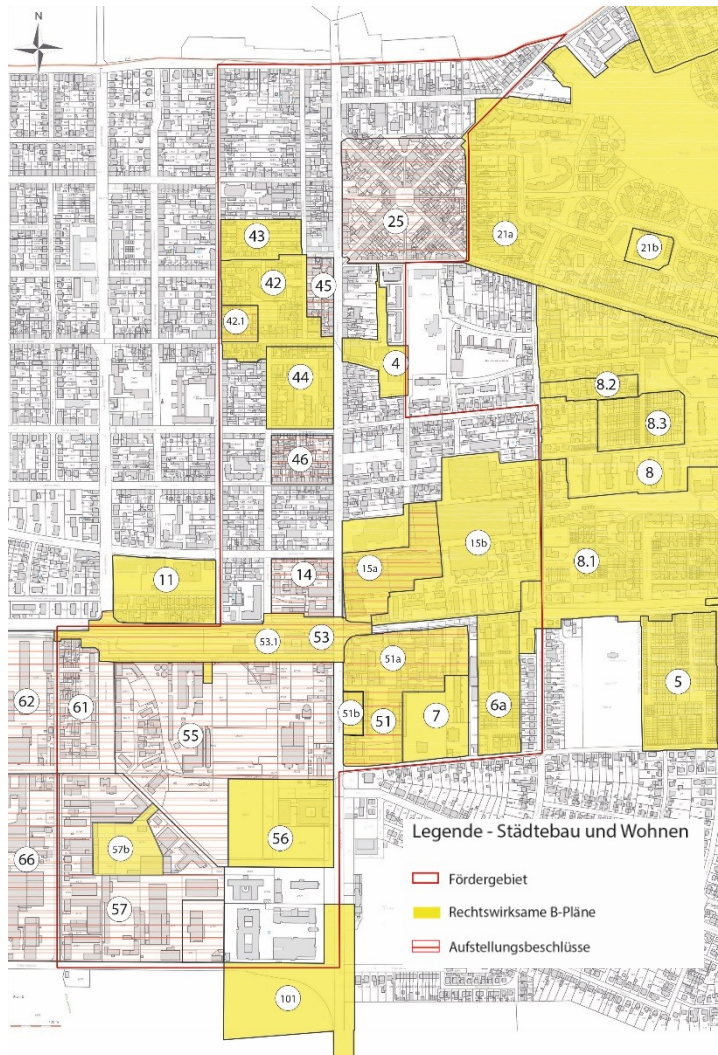 N
43
25
21a
21b
42
45
42.1
4
44
8.2
8.3
46
8
15b
11
15a
14
8.1
53.1
53
51a
62
61
51b
51
7
6a
5
55
56
57b
66
57
101
Legende - Städtebau und Wohnen
Fördergebiet
Rechtswirksame B-Pläne
Aufstellungsbeschlüsse